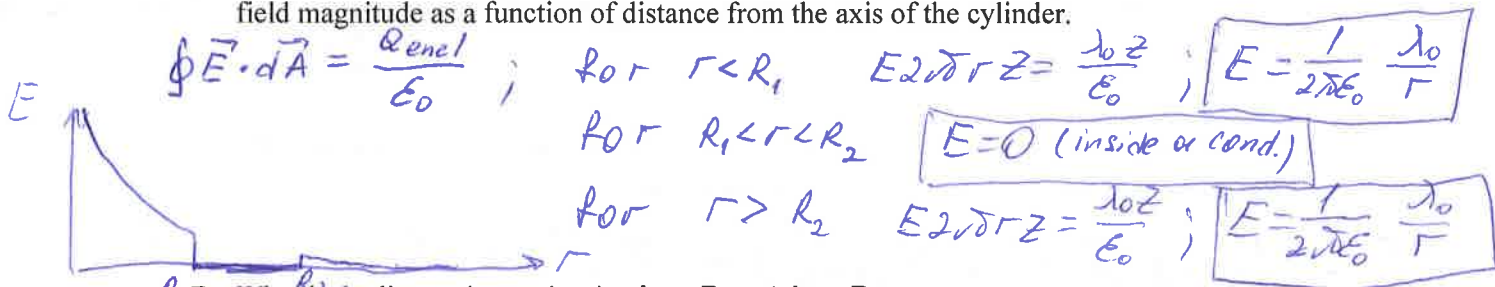 field magnitude as a function of distance from the axis of the cylinder.
∮E⃗·dA⃗ = Qencl/ε₀ ; for r<R₁ E2πrZ = λ₀Z/ε₀ ; E = 1/2πε₀ λ₀/r
E
for R₁<r<R₂ E=0 (inside a cond.)
for r>R₂ E2πrZ = λ₀Z/ε₀ ; E = 1/2πε₀ λ₀/r
r